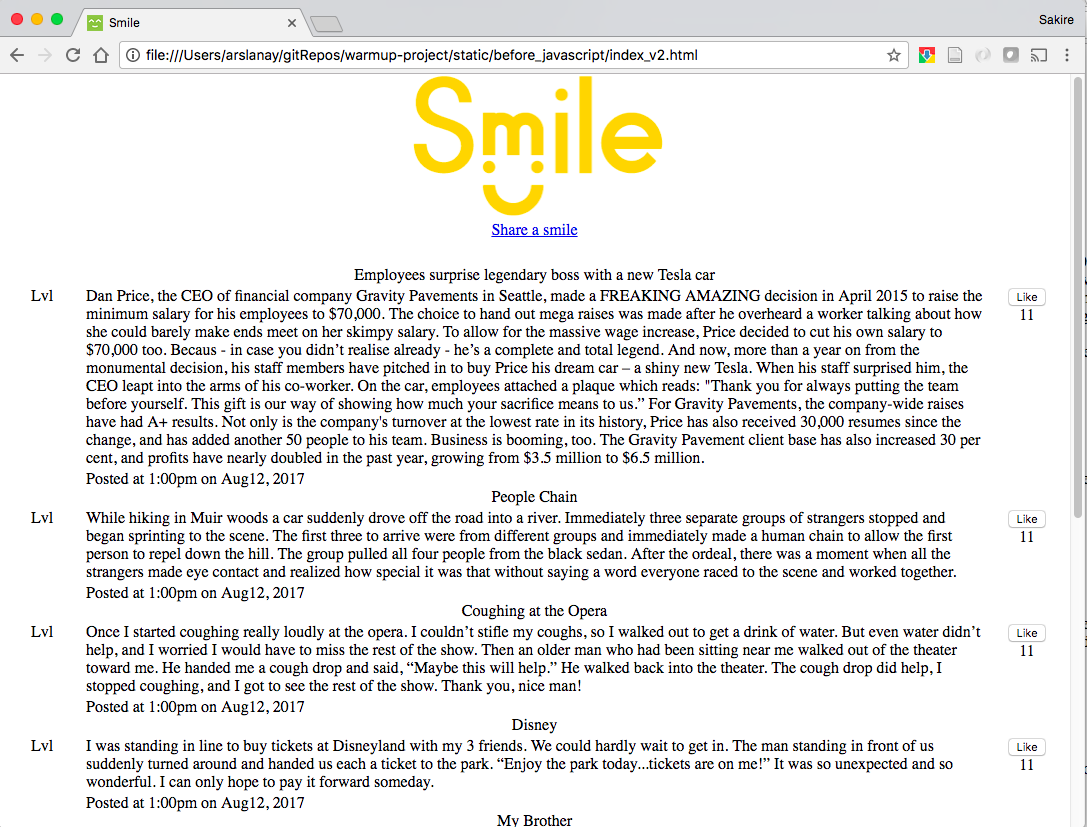 Smile
Sakire
file:///Users/arslanay/gitRepos/warmup-project/static/before_javascript/index_v2.html
Smile
Share a smile
Employees surprise legendary boss with a new Tesla car
Lvl
Dan Price, the CEO of financial company Gravity Pavements in Seattle, made a FREAKING AMAZING decision in April 2015 to raise the
minimum salary for his employees to $70,000. The choice to hand out mega raises was made after he overheard a worker talking about how
she could barely make ends meet on her skimpy salary. To allow for the massive wage increase, Price decided to cut his own salary to
$70,000 too. Becaus - in case you didn’t realise already - he’s a complete and total legend. And now, more than a year on from the
monumental decision, his staff members have pitched in to buy Price his dream car – a shiny new Tesla. When his staff surprised him, the
CEO leapt into the arms of his co-worker. On the car, employees attached a plaque which reads: "Thank you for always putting the team
before yourself. This gift is our way of showing how much your sacrifice means to us.” For Gravity Pavements, the company-wide raises
have had A+ results. Not only is the company's turnover at the lowest rate in its history, Price has also received 30,000 resumes since the
change, and has added another 50 people to his team. Business is booming, too. The Gravity Pavement client base has also increased 30 per
cent, and profits have nearly doubled in the past year, growing from $3.5 million to $6.5 million.
Like
11
Posted at 1:00pm on Aug12, 2017
People Chain
Lvl
While hiking in Muir woods a car suddenly drove off the road into a river. Immediately three separate groups of strangers stopped and
began sprinting to the scene. The first three to arrive were from different groups and immediately made a human chain to allow the first
person to repel down the hill. The group pulled all four people from the black sedan. After the ordeal, there was a moment when all the
strangers made eye contact and realized how special it was that without saying a word everyone raced to the scene and worked together.
Like
11
Posted at 1:00pm on Aug12, 2017
Coughing at the Opera
Lvl
Once I started coughing really loudly at the opera. I couldn’t stifle my coughs, so I walked out to get a drink of water. But even water didn’t
help, and I worried I would have to miss the rest of the show. Then an older man who had been sitting near me walked out of the theater
toward me. He handed me a cough drop and said, “Maybe this will help.” He walked back into the theater. The cough drop did help, I
stopped coughing, and I got to see the rest of the show. Thank you, nice man!
Like
11
Posted at 1:00pm on Aug12, 2017
Disney
Lvl
I was standing in line to buy tickets at Disneyland with my 3 friends. We could hardly wait to get in. The man standing in front of us
suddenly turned around and handed us each a ticket to the park. “Enjoy the park today...tickets are on me!” It was so unexpected and so
wonderful. I can only hope to pay it forward someday.
Like
11
Posted at 1:00pm on Aug12, 2017
My Brother